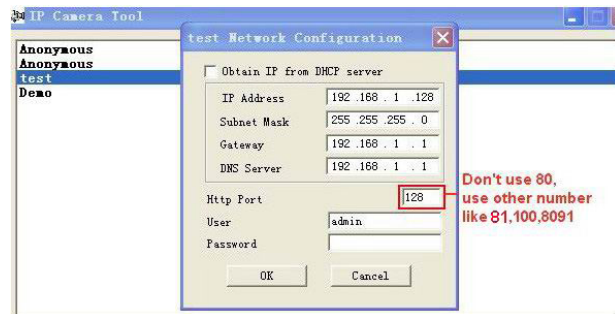 IP Camera Tool
Anonymous
Anonymous
test
Demo
test Network Configuration
Obtain IP from DHCP server
IP Address 192 .168 . 1 .128
Subnet Mask 255 .255 .255 . 0
Gateway 192 .168 . 1 . 1
DNS Server 192 .168 . 1 . 1
Http Port 128
User admin
Password
OK Cancel
Don't use 80,
use other number
like 81,100,8091